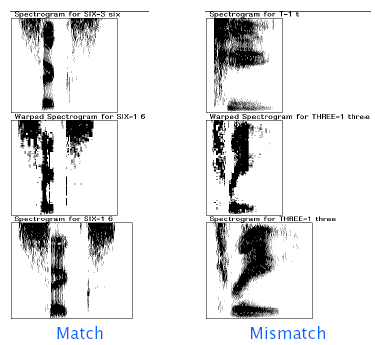 Spectrogram for SIX-3 six
Warped Spectrogram for SIX=1 6
Spectrogram for SIX-1 6
Match
Spectrogram for T-1 t
Warped Spectrogram for THREE=1 three
Spectrogram for THREE=1 three
Mismatch